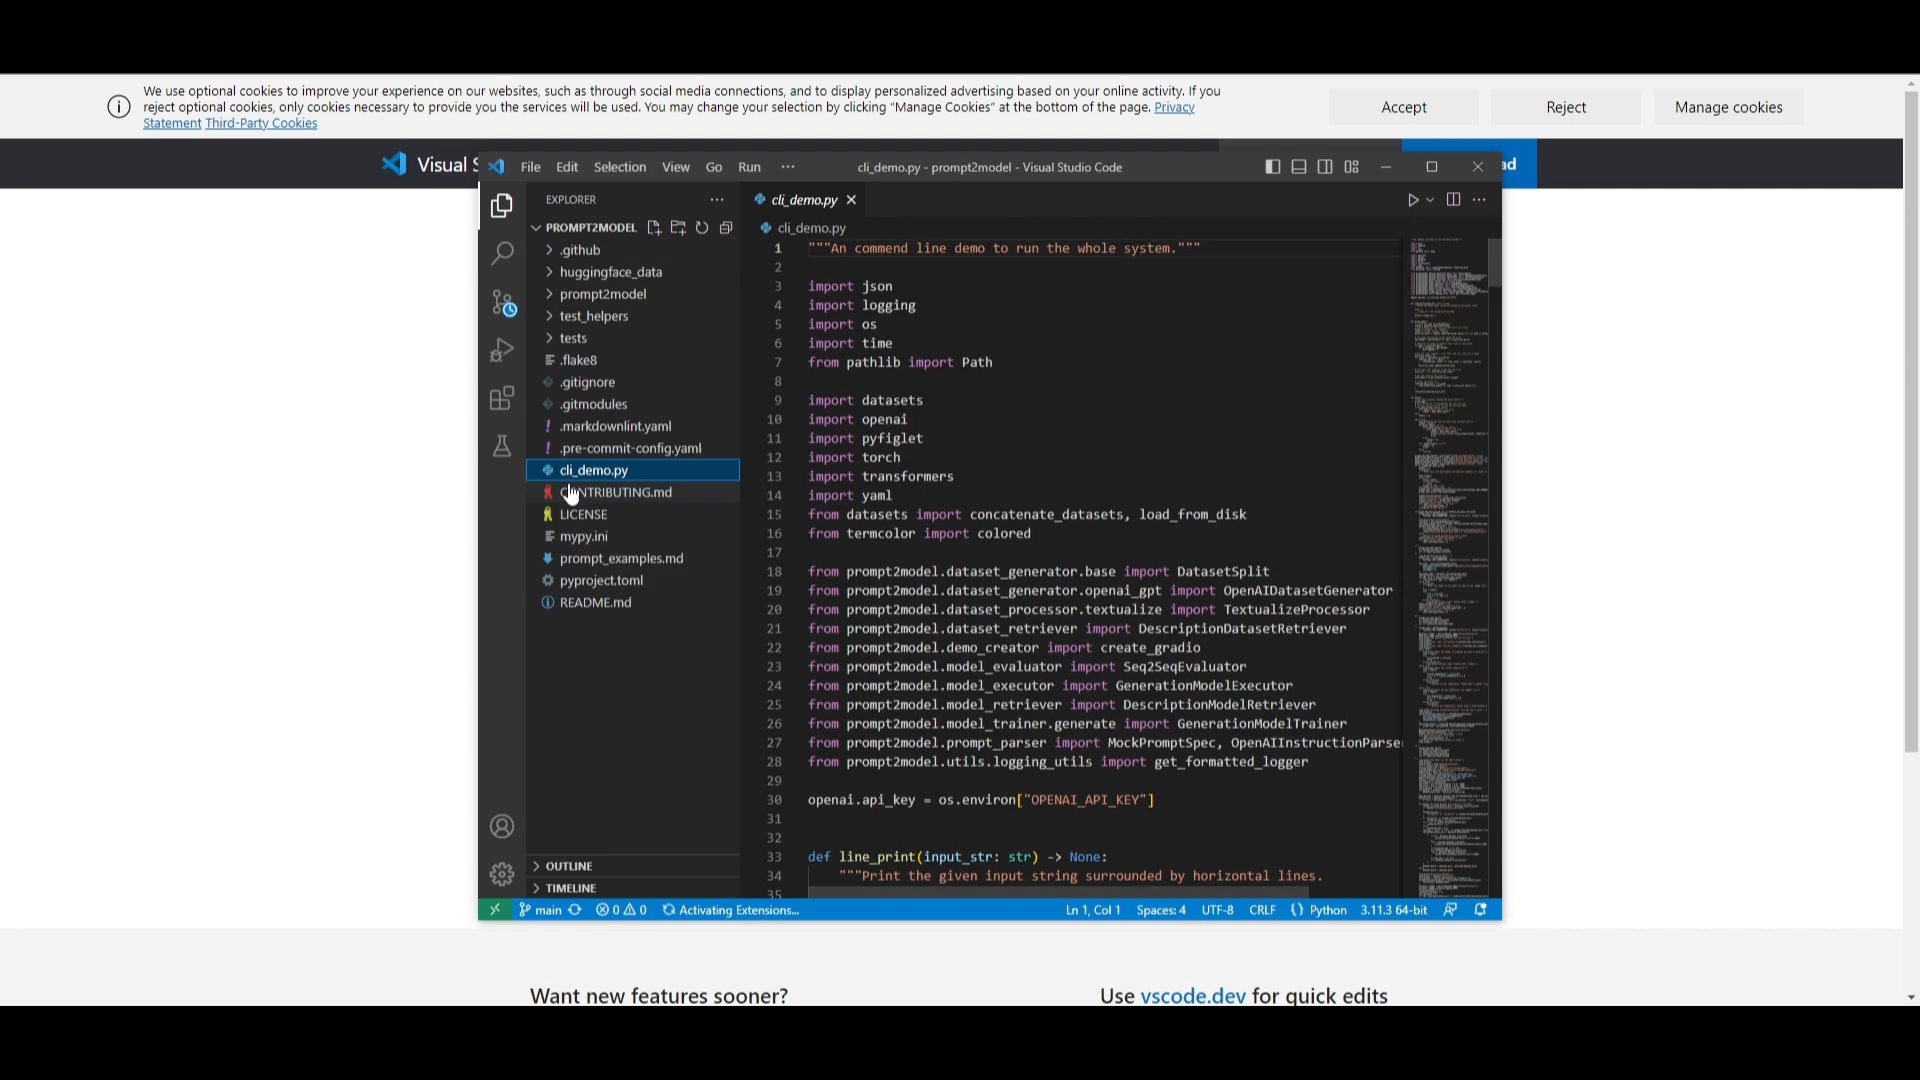 We use optional cookies to improve your experience on our websites, such as through social media connections, and to display personalized advertising based on your online activity. If you
reject optional cookies, only cookies necessary to provide you the services will be used. You may change your selection by clicking "Manage Cookies" at the bottom of the page. Privacy
Statement Third-Party Cookies
Accept
Reject
Manage cookies
Visual S
ad
File Edit Selection View Go Run ···
cli_demo.py - prompt2model - Visual Studio Code
EXPLORER
PROMPT2MODEL
.github
huggingface_data
prompt2model
test_helpers
tests
.flake8
.gitignore
.gitmodules
.markdownlint.yaml
.pre-commit-config.yaml
cli_demo.py
CONTRIBUTING.md
LICENSE
mypy.ini
prompt_examples.md
pyproject.toml
README.md
OUTLINE
TIMELINE
cli_demo.py
cli_demo.py
1 """An commend line demo to run the whole system."""
2
3 import json
4 import logging
5 import os
6 import time
7 from pathlib import Path
8
9 import datasets
10 import openai
11 import pyfiglet
12 import torch
13 import transformers
14 import yaml
15 from datasets import concatenate_datasets, load_from_disk
16 from termcolor import colored
17
18 from prompt2model.dataset_generator.base import DatasetSplit
19 from prompt2model.dataset_generator.openai_gpt import OpenAIDatasetGenerator
20 from prompt2model.dataset_processor.textualize import TextualizeProcessor
21 from prompt2model.dataset_retriever import DescriptionDatasetRetriever
22 from prompt2model.demo_creator import create_gradio
23 from prompt2model.model_evaluator import Seq2SeqEvaluator
24 from prompt2model.model_executor import GenerationModelExecutor
25 from prompt2model.model_retriever import DescriptionModelRetriever
26 from prompt2model.model_trainer.generate import GenerationModelTrainer
27 from prompt2model.prompt_parser import MockPromptSpec, OpenAIInstructionParse
28 from prompt2model.utils.logging_utils import get_formatted_logger
29
30 openai.api_key = os.environ["OPENAI_API_KEY"]
31
32
33 def line_print(input_str: str) -> None:
34 """Print the given input string surrounded by horizontal lines.
35
main 0 0 Activating Extensions...
Ln 1, Col 1 Spaces: 4 UTF-8 CRLF Python 3.11.3 64-bit
Want new features sooner?
Use vscode.dev for quick edits